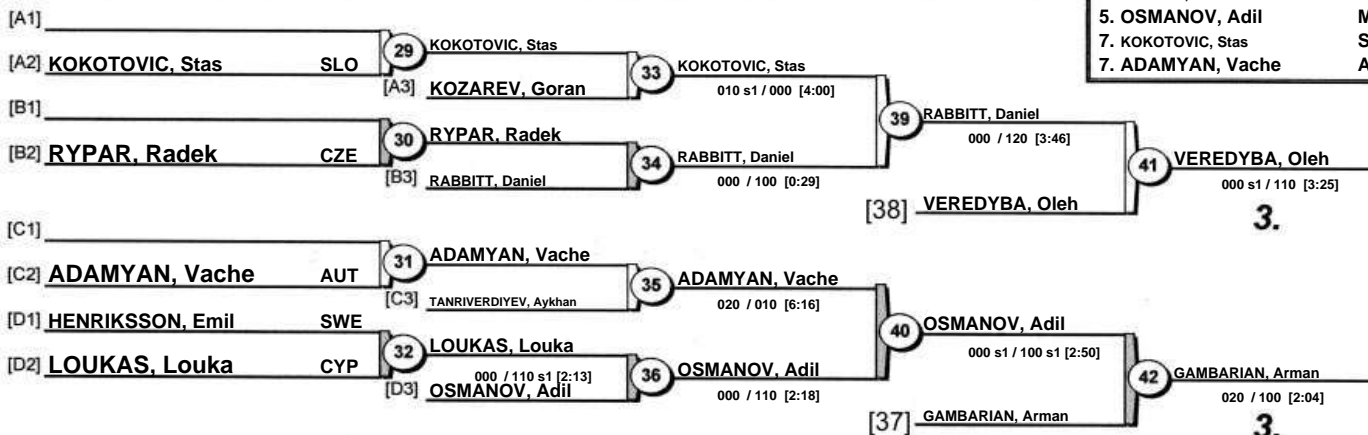 5. OSMANOV, Adil M
7. KOKOTOVIC, Stas S
7. ADAMYAN, Vache A
[A1]
[A2] KOKOTOVIC, Stas SLO
29 KOKOTOVIC, Stas
[A3] KOZAREV, Goran
33 KOKOTOVIC, Stas
010 s1 / 000 [4:00]
[B1]
[B2] RYPAR, Radek CZE
30 RYPAR, Radek
[B3] RABBITT, Daniel
34 RABBITT, Daniel
000 / 100 [0:29]
39 RABBITT, Daniel
000 / 120 [3:46]
[38] VEREDYBA, Oleh
41 VEREDYBA, Oleh
000 s1 / 110 [3:25]
3.
[C1]
[C2] ADAMYAN, Vache AUT
31 ADAMYAN, Vache
[C3] TANRIVERDIYEV, Aykhan
35 ADAMYAN, Vache
020 / 010 [6:16]
[D1] HENRIKSSON, Emil SWE
[D2] LOUKAS, Louka CYP
32 LOUKAS, Louka
000 / 110 s1 [2:13]
[D3] OSMANOV, Adil
36 OSMANOV, Adil
000 / 110 [2:18]
40 OSMANOV, Adil
000 s1 / 100 s1 [2:50]
[37] GAMBARIAN, Arman
42 GAMBARIAN, Arman
020 / 100 [2:04]
3.